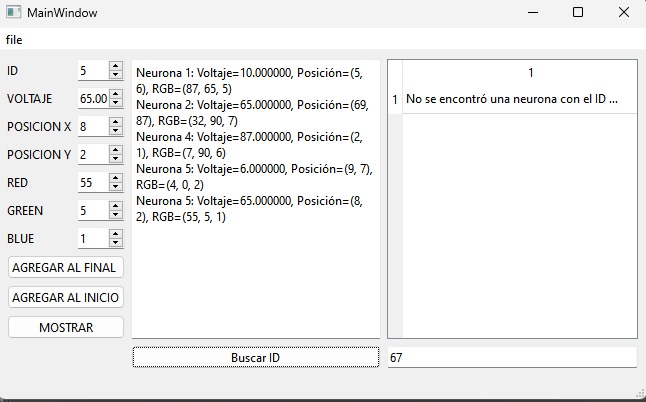 MainWindow
file
ID 5
VOLTAJE 65.00
POSICION X 8
POSICION Y 2
RED 55
GREEN 5
BLUE 1
AGREGAR AL FINAL
AGREGAR AL INICIO
MOSTRAR
Neurona 1: Voltaje=10.000000, Posición=(5,
6), RGB=(87, 65, 5)
Neurona 2: Voltaje=65.000000, Posición=(69,
87), RGB=(32, 90, 7)
Neurona 4: Voltaje=87.000000, Posición=(2,
1), RGB=(7, 90, 6)
Neurona 5: Voltaje=6.000000, Posición=(9, 7),
RGB=(4, 0, 2)
Neurona 5: Voltaje=65.000000, Posición=(8,
2), RGB=(55, 5, 1)
Buscar ID
1
1 No se encontró una neurona con el ID ...
67